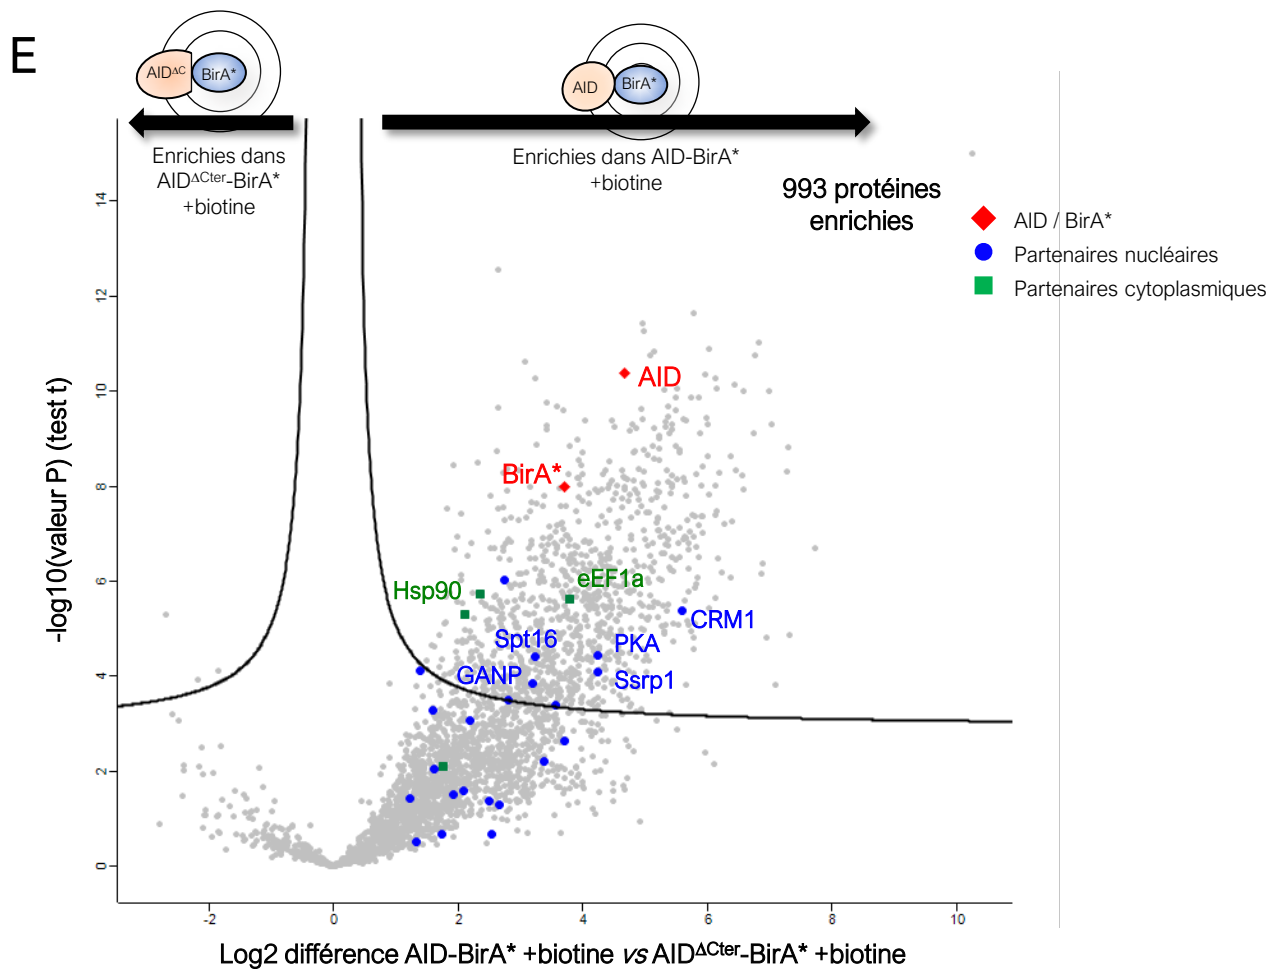 E
AIDΔC
BirA*
AID
BirA*
Enrichies dans
AIDΔCter-BirA*
+biotine
Enrichies dans AID-BirA*
+biotine
993 protéines
enrichies
AID / BirA*
Partenaires nucléaires
Partenaires cytoplasmiques
14
12
10
8
6
4
2
0
-log10(valeur P) (test t)
AID
BirA*
Hsp90
eEF1a
CRM1
Spt16
PKA
GANP
Ssrp1
-2
0
2
4
6
8
10
Log2 différence AID-BirA* +biotine vs AIDΔCter-BirA* +biotine